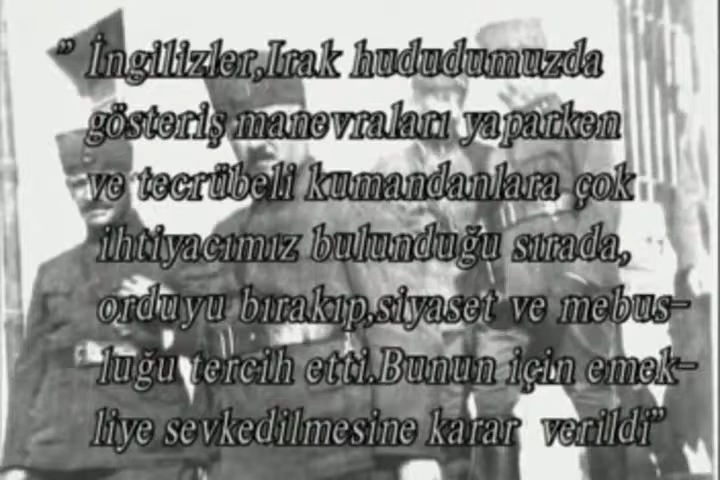 " İngilizler,Irak hududumuzda
gösteriş manevraları yaparken
ve tecrübeli kumandanlara çok
ihtiyacımız bulunduğu sırada,
orduyu bırakıp,siyaset ve mebus-
luğu tercih etti.Bunun için emek-
liye sevkedilmesine karar verildi"